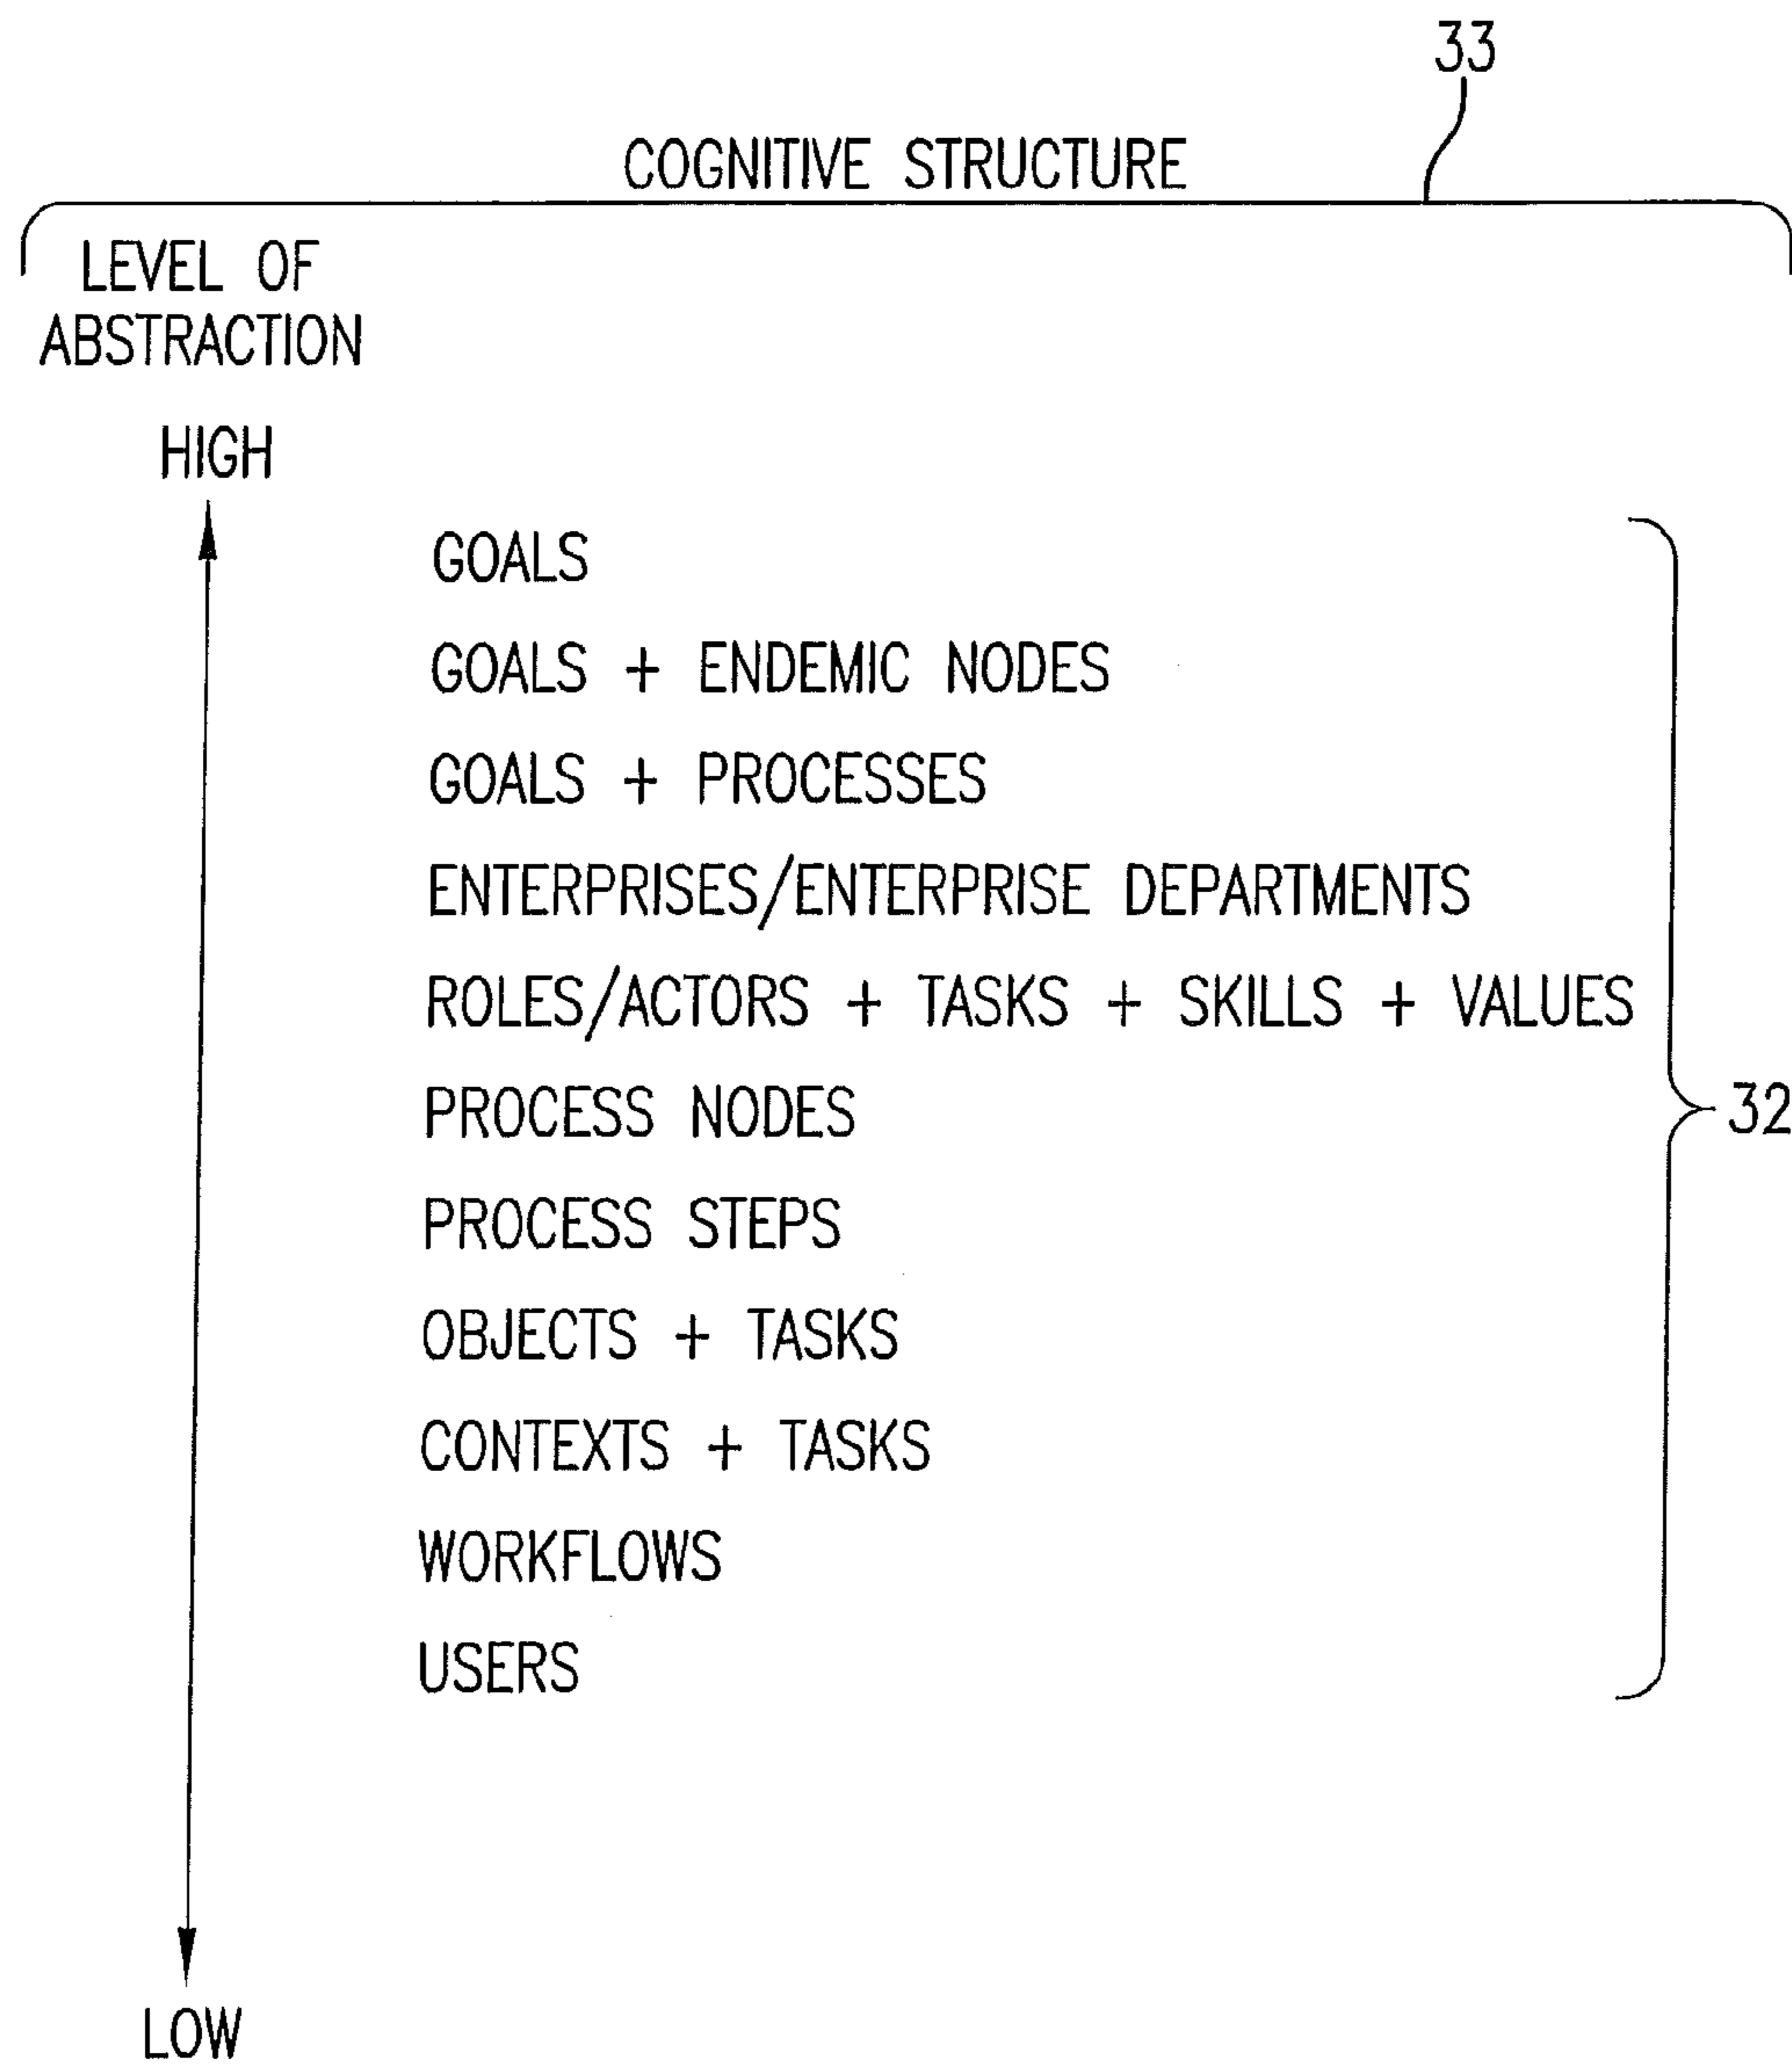 33
COGNITIVE STRUCTURE
LEVEL OF
ABSTRACTION
HIGH
GOALS
GOALS + ENDEMIC NODES
GOALS + PROCESSES
ENTERPRISES/ENTERPRISE DEPARTMENTS
ROLES/ACTORS + TASKS + SKILLS + VALUES
PROCESS NODES
32
PROCESS STEPS
OBJECTS + TASKS
CONTEXTS + TASKS
WORKFLOWS
USERS
LOW